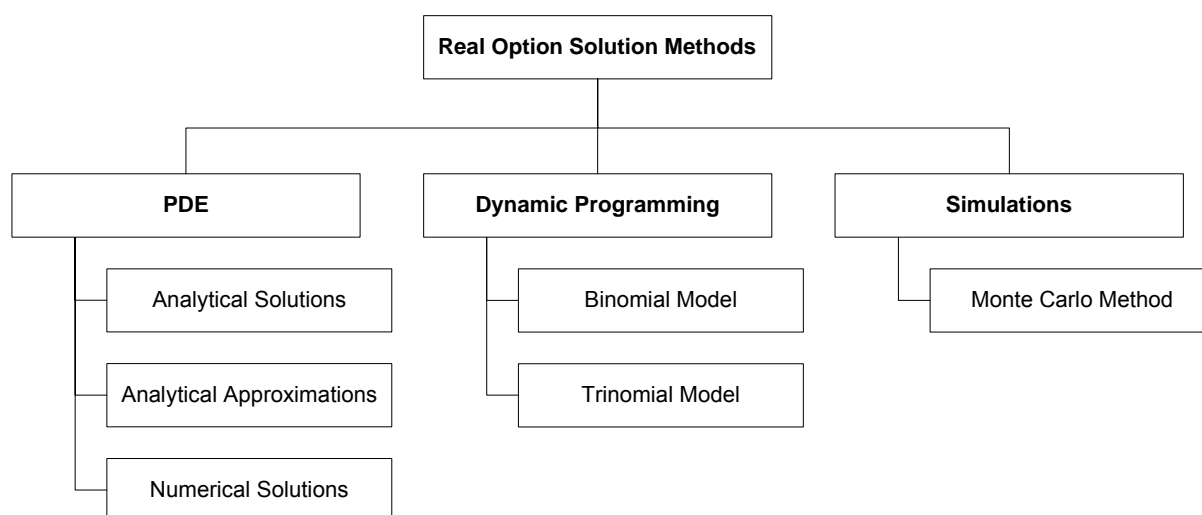 Real Option Solution Methods
PDE
Dynamic Programming
Simulations
Analytical Solutions
Binomial Model
Monte Carlo Method
Analytical Approximations
Trinomial Model
Numerical Solutions